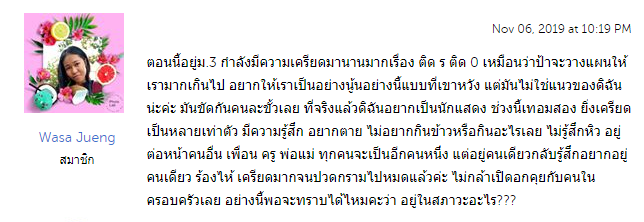 Nov 06, 2019 at 10:19 PM
ตอนนี้อยู่ม.3 กำลังมีความเครียดมานานมากเรื่อง ติด ร ติด 0 เหมือนว่าป้าจะวางแผนให้
เรามากเกินไป อยากให้เราเป็นอย่างนู้นอย่างนี้แบบที่เขาหวัง แต่มันไม่ใช่แนวของดิฉัน
น่ะค่ะ มันขัดกันคนละขั้วเลย ที่จริงแล้วดิฉันอยากเป็นนักแสดง ช่วงนี้เทอมสอง ยิ่งเครียด
เป็นหลายเท่าตัว มีความรู้สึก อยากตาย ไม่อยากกินข้าวหรือกินอะไรเลย ไม่รู้สึกหิว อยู่
ต่อหน้าคนอื่น เพื่อน ครู พ่อแม่ ทุกคนจะเป็นอีกคนหนึ่ง แต่อยู่คนเดียวกลับรู้สึกอยากอยู่
คนเดียว ร้องไห้ เครียดมากจนปวดกรามไปหมดแล้วค่ะ ไม่กล้าเปิดอกคุยกับคนใน
ครอบครัวเลย อย่างนี้พอจะทราบได้ไหมคะว่า อยู่ในสภาวะอะไร???
Wasa Jueng
สมาชิก